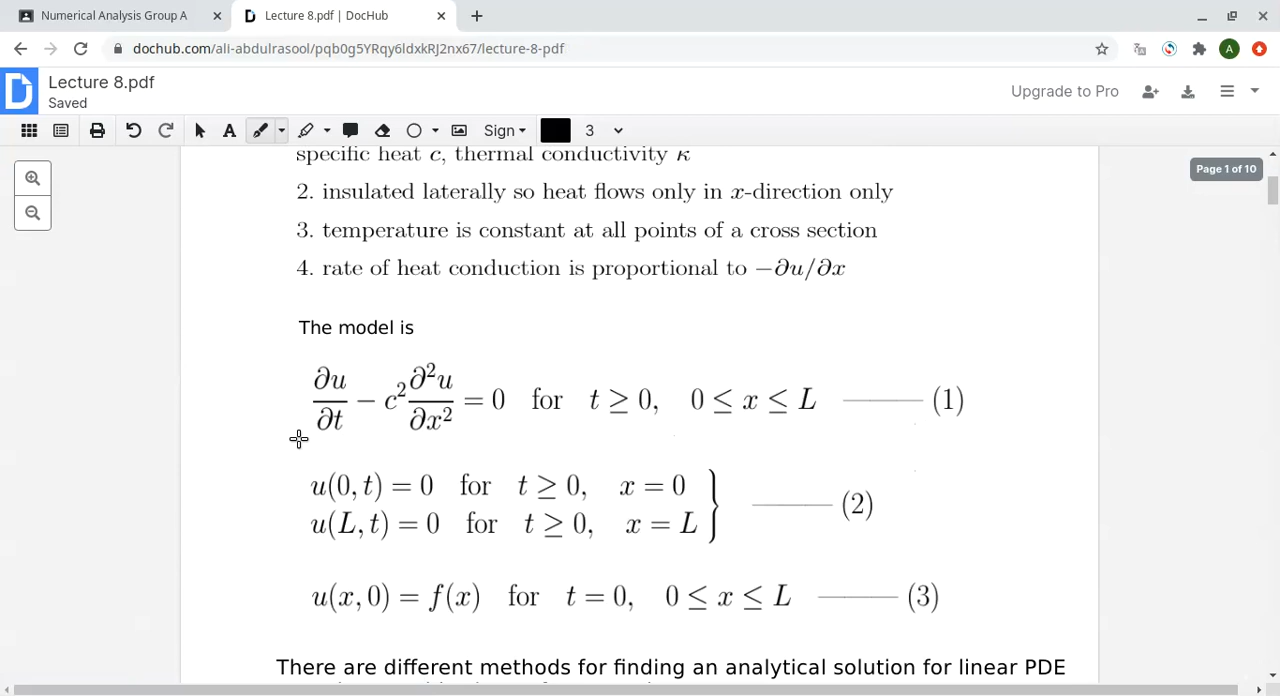 Numerical Analysis Group A
Lecture 8.pdf | DocHub
dochub.com/ali-abdulrasool/pqb0g5YRqy6ldxkRJ2nx67/lecture-8-pdf
A
Lecture 8.pdf
Saved
Upgrade to Pro
A Sign 3
Page 1 of 10
specific heat c, thermal conductivity κ
2. insulated laterally so heat flows only in x-direction only
3. temperature is constant at all points of a cross section
4. rate of heat conduction is proportional to −∂u/∂x
The model is
∂u/∂t − c² ∂²u/∂x² = 0 for t ≥ 0, 0 ≤ x ≤ L ——— (1)
u(0, t) = 0 for t ≥ 0, x = 0
u(L, t) = 0 for t ≥ 0, x = L } ——— (2)
u(x, 0) = f(x) for t = 0, 0 ≤ x ≤ L ——— (3)
There are different methods for finding an analytical solution for linear PDE